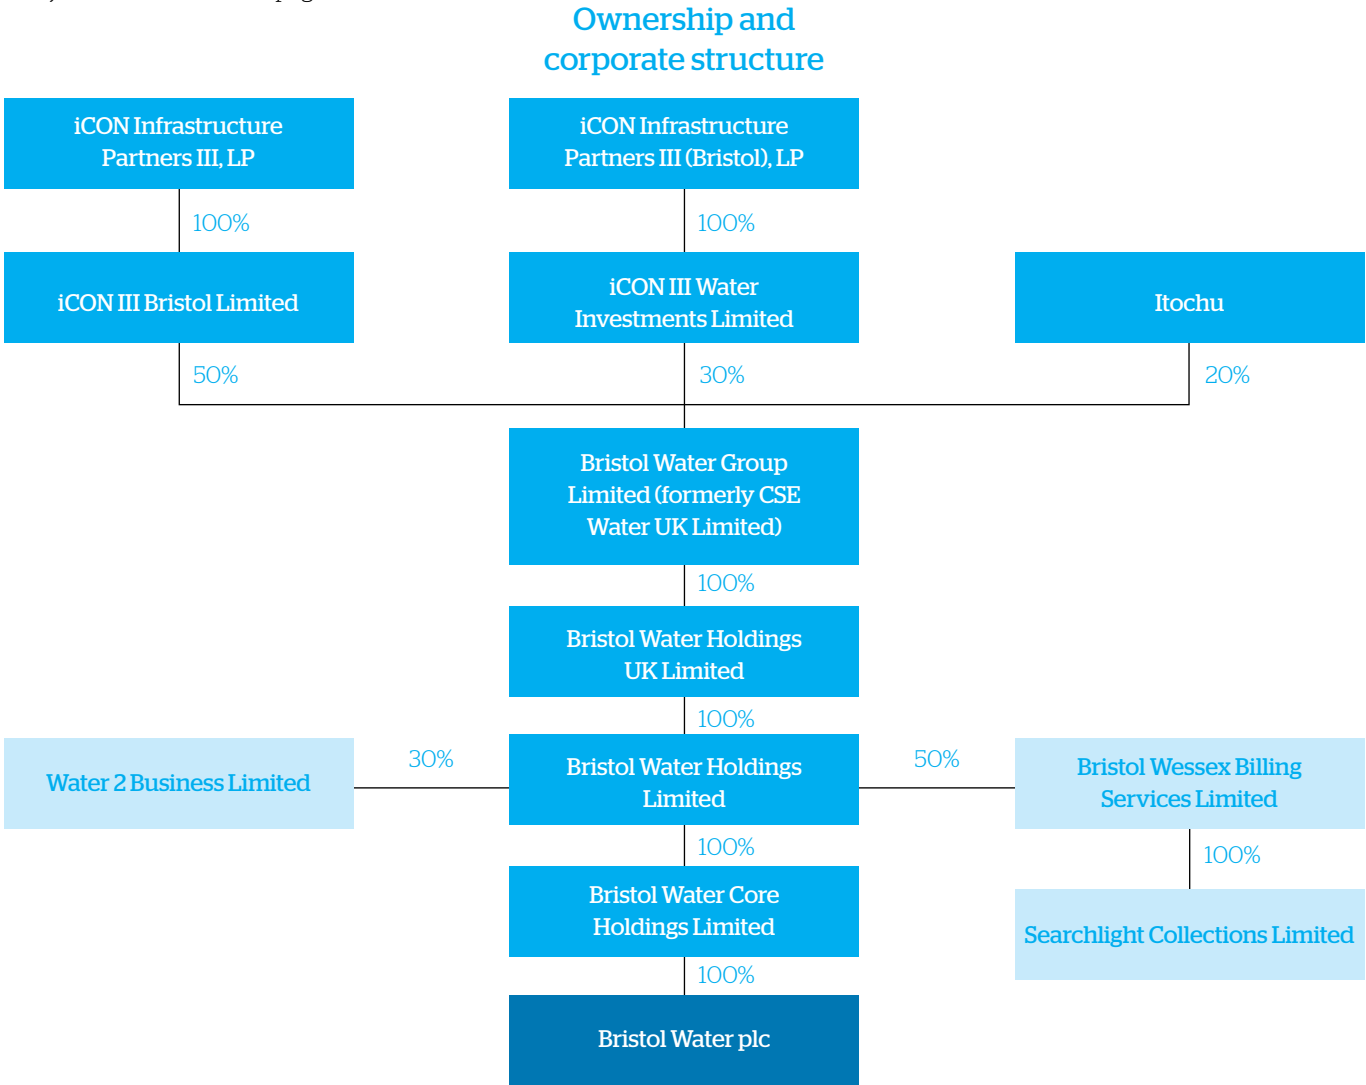 Ownership and
corporate structure
iCON Infrastructure
Partners III, LP
iCON Infrastructure
Partners III (Bristol), LP
100%
100%
iCON III Bristol Limited
iCON III Water
Investments Limited
Itochu
50%
30%
20%
Bristol Water Group
Limited (formerly CSE
Water UK Limited)
100%
Bristol Water Holdings
UK Limited
100%
Water 2 Business Limited
30%
Bristol Water Holdings
Limited
50%
Bristol Wessex Billing
Services Limited
100%
100%
Bristol Water Core
Holdings Limited
Searchlight Collections Limited
100%
Bristol Water plc